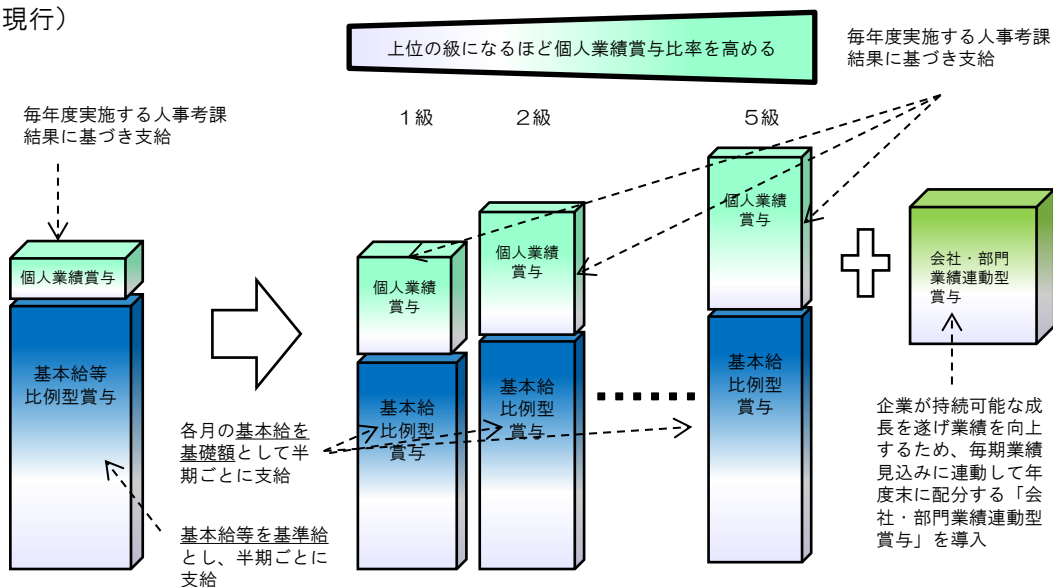 現行）
上位の級になるほど個人業績賞与比率を高める
毎年度実施する人事考課
結果に基づき支給
毎年度実施する人事考課
結果に基づき支給
１級
２級
５級
個人業績賞与
基本給等
比例型賞与
個人業績
賞与
個人業績
賞与
個人業績
賞与
基本給
比例型
賞与
基本給
比例型
賞与
基本給
比例型
賞与
会社・部門
業績連動型
賞与
各月の基本給を
基礎額として半
期ごとに支給
基本給等を基準給
とし、半期ごとに
支給
企業が持続可能な成
長を遂げ業績を向上
するため、毎期業績
見込みに連動して年
度末に配分する「会
社・部門業績連動型
賞与」を導入